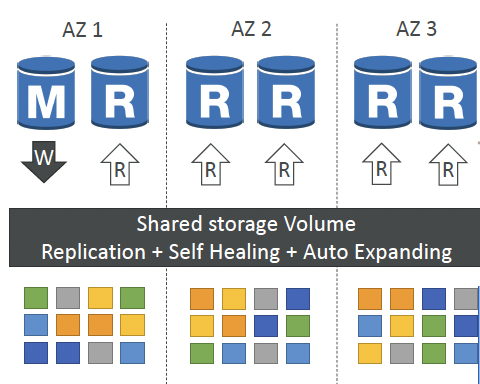 AZ 1 AZ 2 AZ 3
M R R R R R
W R R R R R
Shared storage Volume
Replication + Self Healing + Auto Expanding